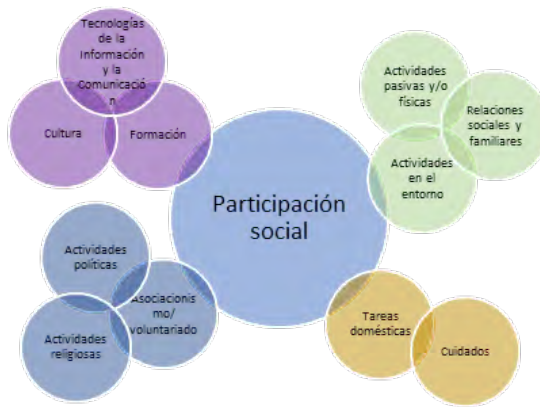 Tecnologías
de la
Información
y la
Comunicació
n
Cultura
Formación
Actividades
pasivas y/o
físicas
Relaciones
sociales y
familiares
Actividades
en el
entorno
Participación
social
Actividades
políticas
Asociacionis
mo/
voluntariado
Actividades
religiosas
Tareas
domésticas
Cuidados